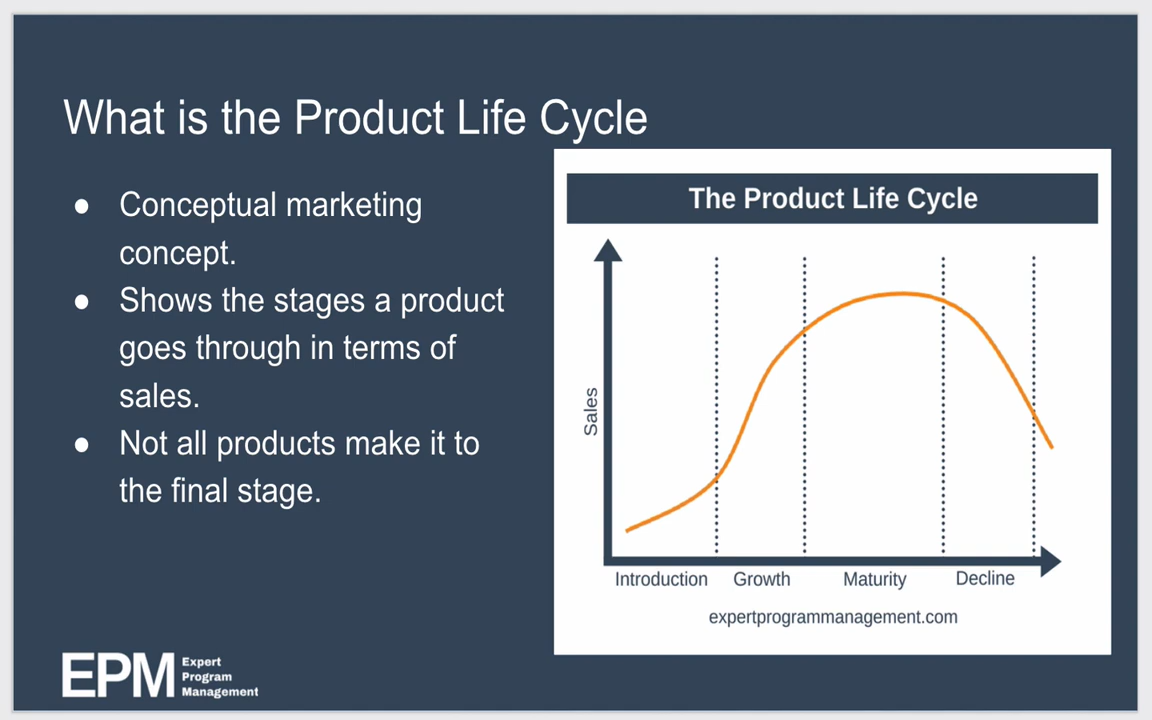 What is the Product Life Cycle
● Conceptual marketing
concept.
● Shows the stages a product
goes through in terms of
sales.
● Not all products make it to
the final stage.
The Product Life Cycle
Sales
Introduction Growth Maturity Decline
expertprogrammanagement.com
EPM
Expert
Program
Management